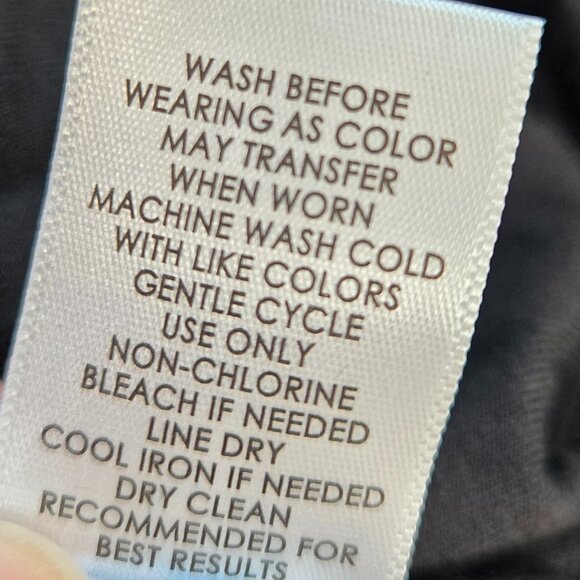 WASH BEFORE
WEARING AS COLOR
MAY TRANSFER
WHEN WORN
MACHINE WASH COLD
WITH LIKE COLORS
GENTLE CYCLE
USE ONLY
NON-CHLORINE
BLEACH IF NEEDED
LINE DRY
COOL IRON IF NEEDED
DRY CLEAN
RECOMMENDED FOR
BEST RESULTS